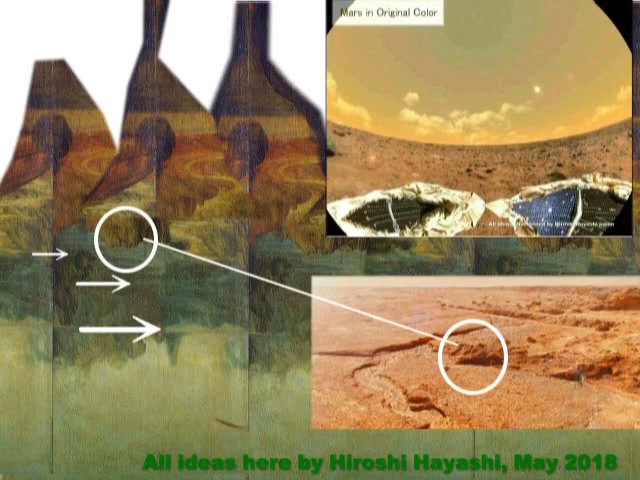 Mars in Original Color
All ideas here by Hiroshi Hayashi, May 2018